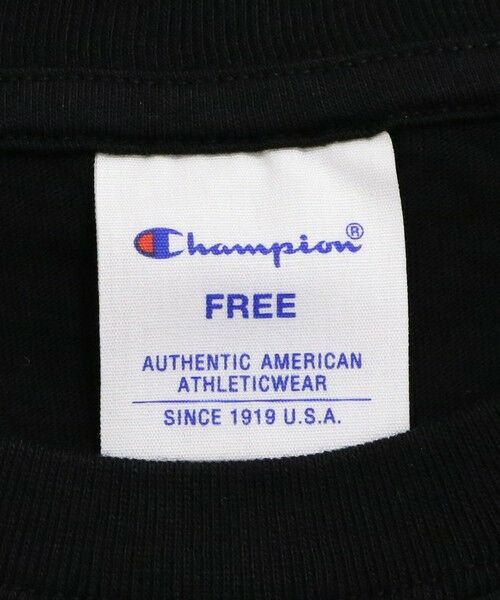 Champion®
FREE
AUTHENTIC AMERICAN
ATHLETICWEAR
SINCE 1919 U.S.A.